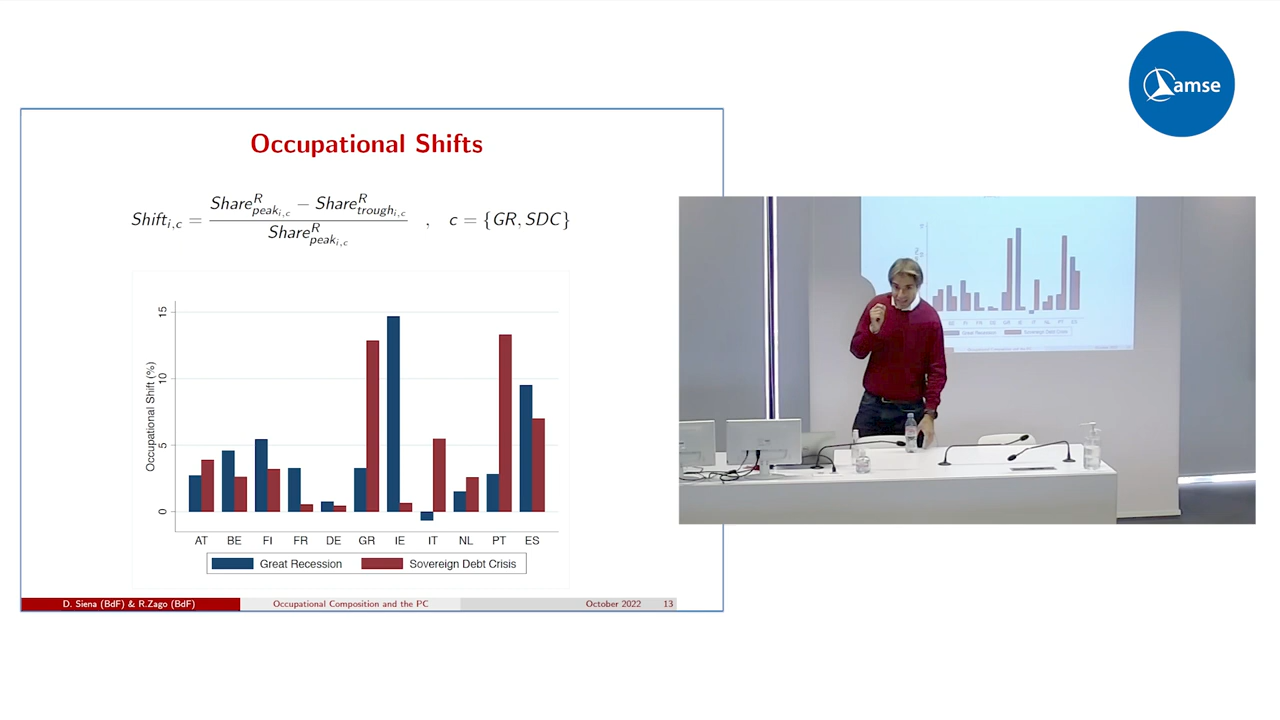 amse
Occupational Shifts
Shift_{i,c} = \frac{Share^R_{peak_{i,c}} - Share^R_{trough_{i,c}}}{Share^R_{peak_{i,c}}} , c = {GR, SDC}
Occupational Shift (%)
15
10
5
0
AT BE FI FR DE GR IE IT NL PT ES
Great Recession Sovereign Debt Crisis
D. Siena (BdF) & R.Zago (BdF) Occupational Composition and the PC October 2022 13